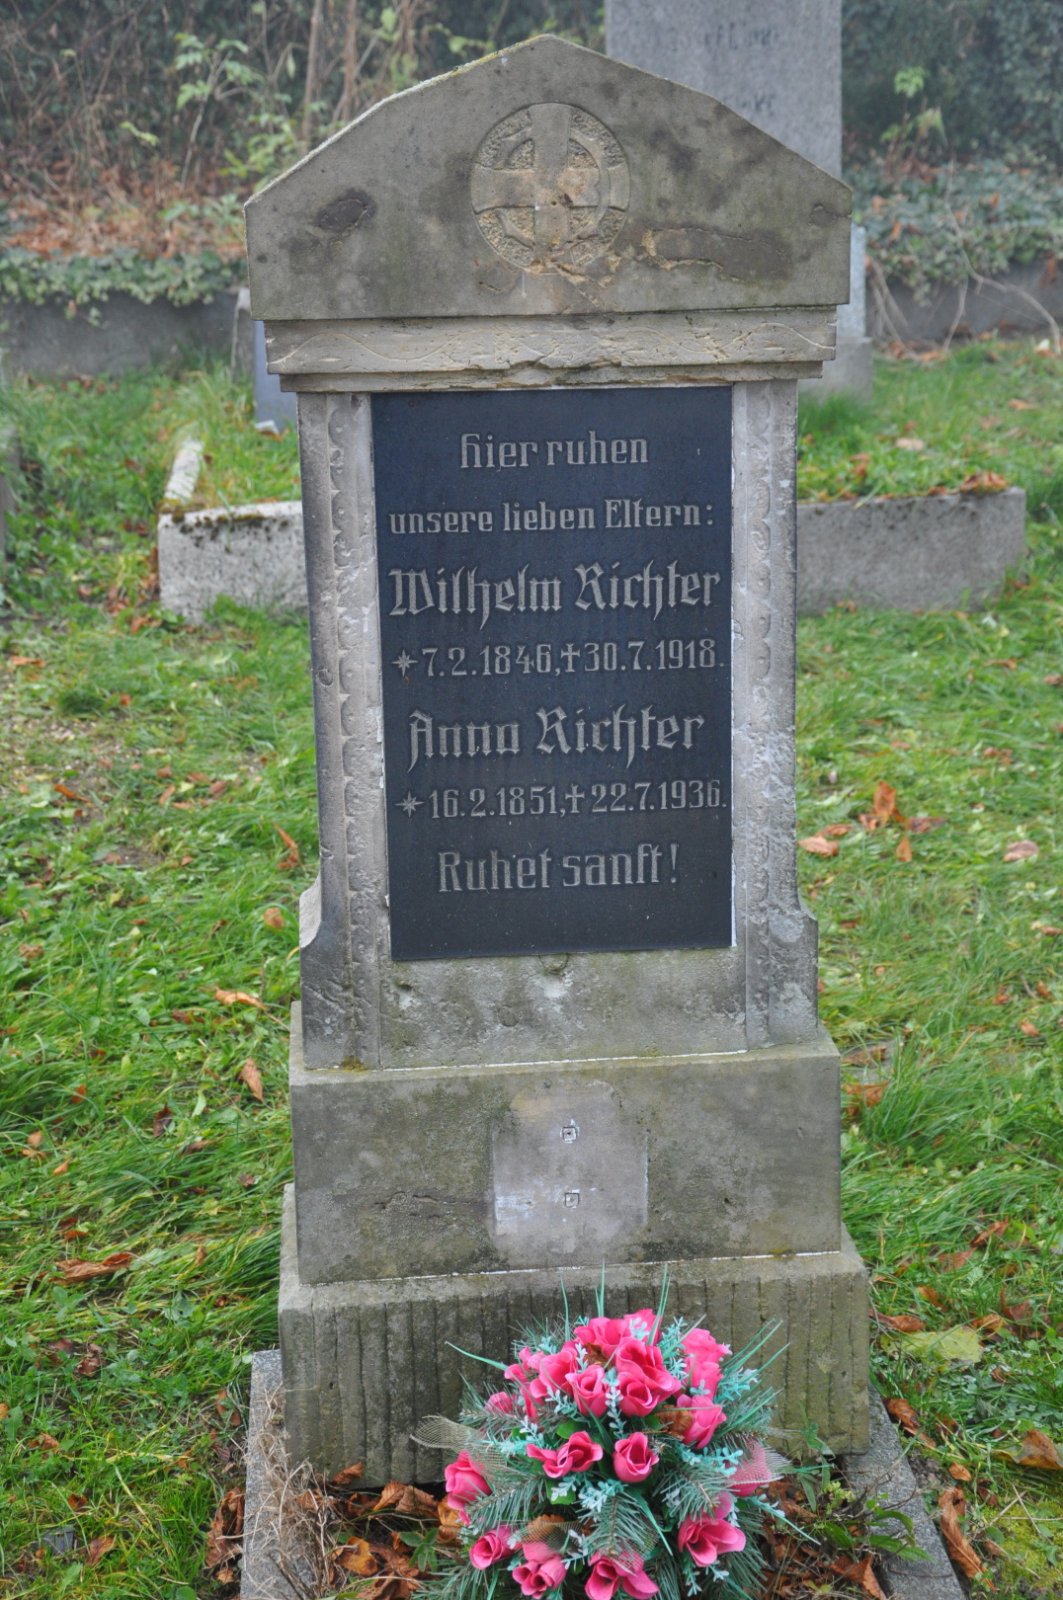 Hier ruhen
unsere lieben Eltern:
Wilhelm Richter
*7.2.1846, †30.7.1918.
Anna Richter
*16.2.1851, †22.7.1936.
Ruhet sanft!